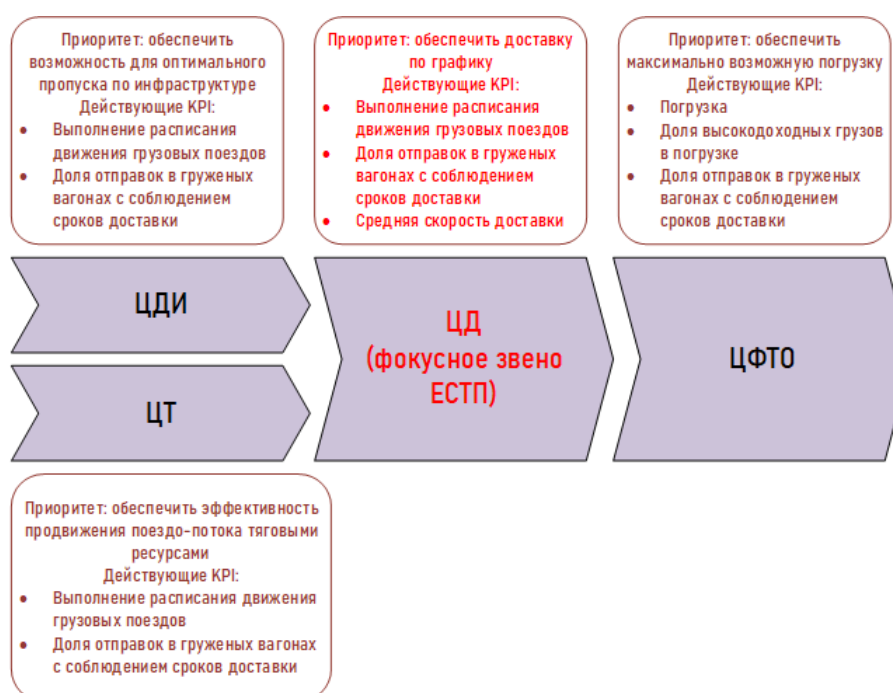 Приоритет: обеспечить
возможность для оптимального
пропуска по инфраструктуре
Действующие KPI:
• Выполнение расписания
движения грузовых поездов
• Доля отправок в груженых
вагонах с соблюдением
сроков доставки
Приоритет: обеспечить доставку
по графику
Действующие KPI:
• Выполнение расписания
движения грузовых поездов
• Доля отправок в груженых
вагонах с соблюдением
сроков доставки
• Средняя скорость доставки
Приоритет: обеспечить
максимально возможную погрузку
Действующие KPI:
• Погрузка
• Доля высокодоходных грузов
в погрузке
• Доля отправок в груженых
вагонах с соблюдением
сроков доставки
ЦДИ
ЦТ
ЦД
(фокусное звено
ЕСТП)
ЦФТО
Приоритет: обеспечить эффективность
продвижения поездо-потока тяговыми
ресурсами
Действующие KPI:
• Выполнение расписания движения
грузовых поездов
• Доля отправок в груженых вагонах
с соблюдением сроков доставки